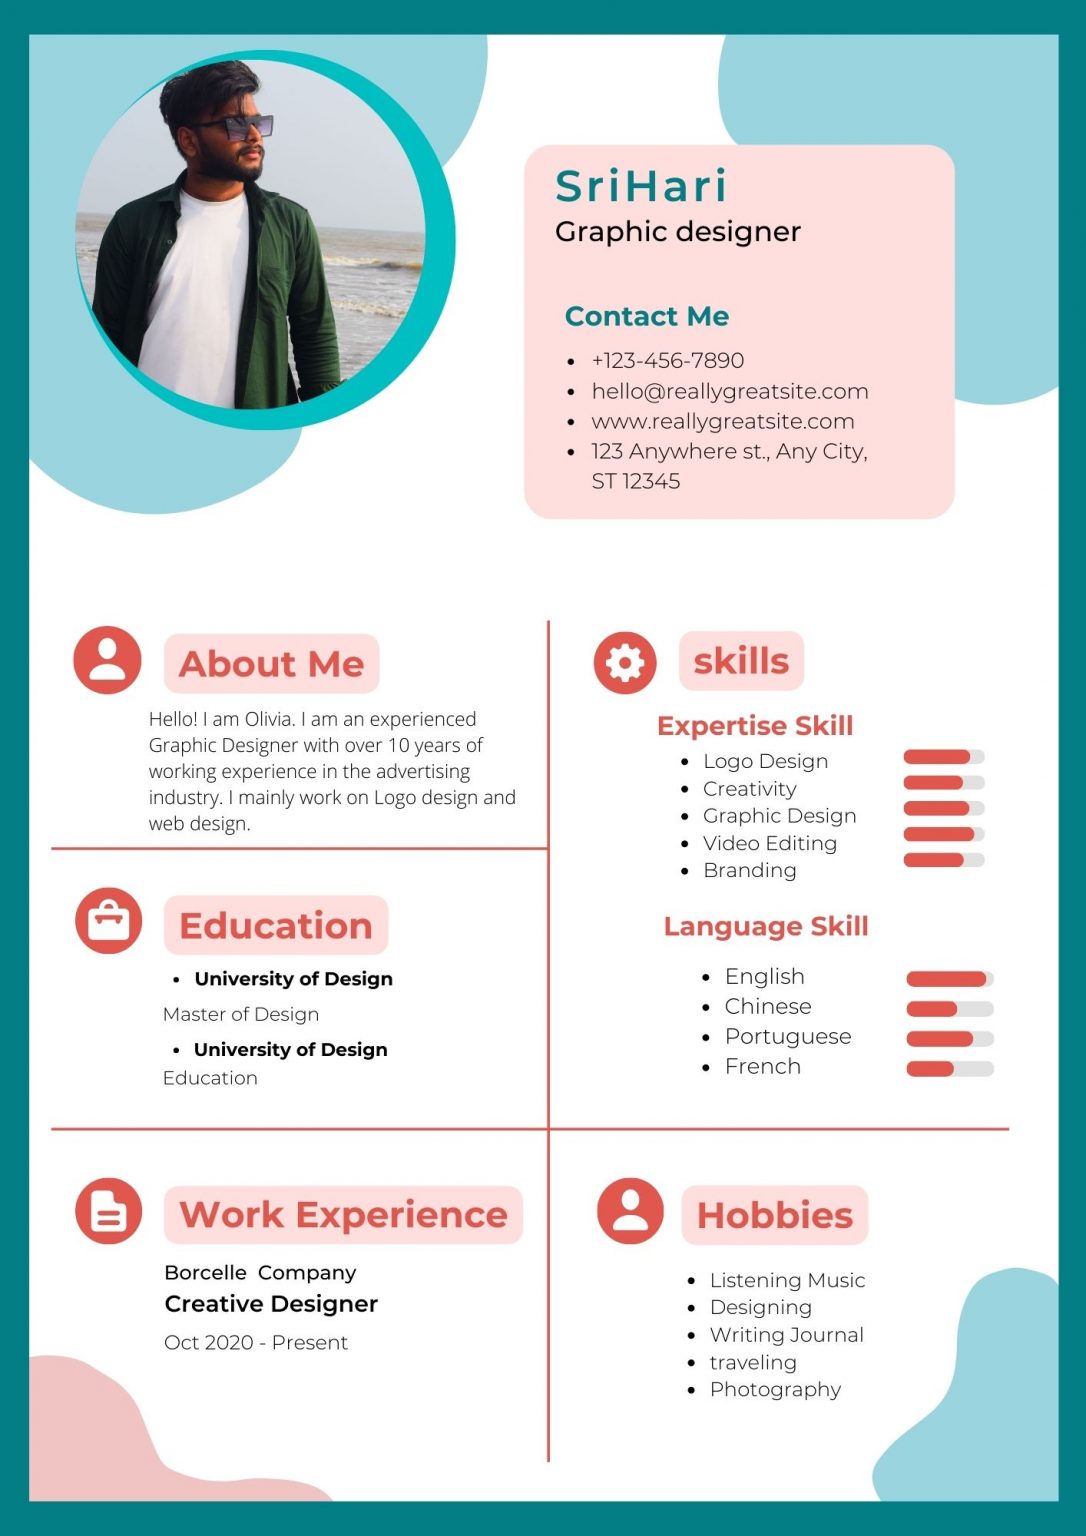 SriHari
Graphic designer
Contact Me
+123-456-7890
hello@reallygreatsite.com
www.reallygreatsite.com
123 Anywhere st., Any City,
ST 12345
About Me
Hello! I am Olivia. I am an experienced
Graphic Designer with over 10 years of
working experience in the advertising
industry. I mainly work on Logo design and
web design.
Education
University of Design
Master of Design
University of Design
Education
Work Experience
Borcelle Company
Creative Designer
Oct 2020 - Present
skills
Expertise Skill
Logo Design
Creativity
Graphic Design
Video Editing
Branding
Language Skill
English
Chinese
Portuguese
French
Hobbies
Listening Music
Designing
Writing Journal
traveling
Photography